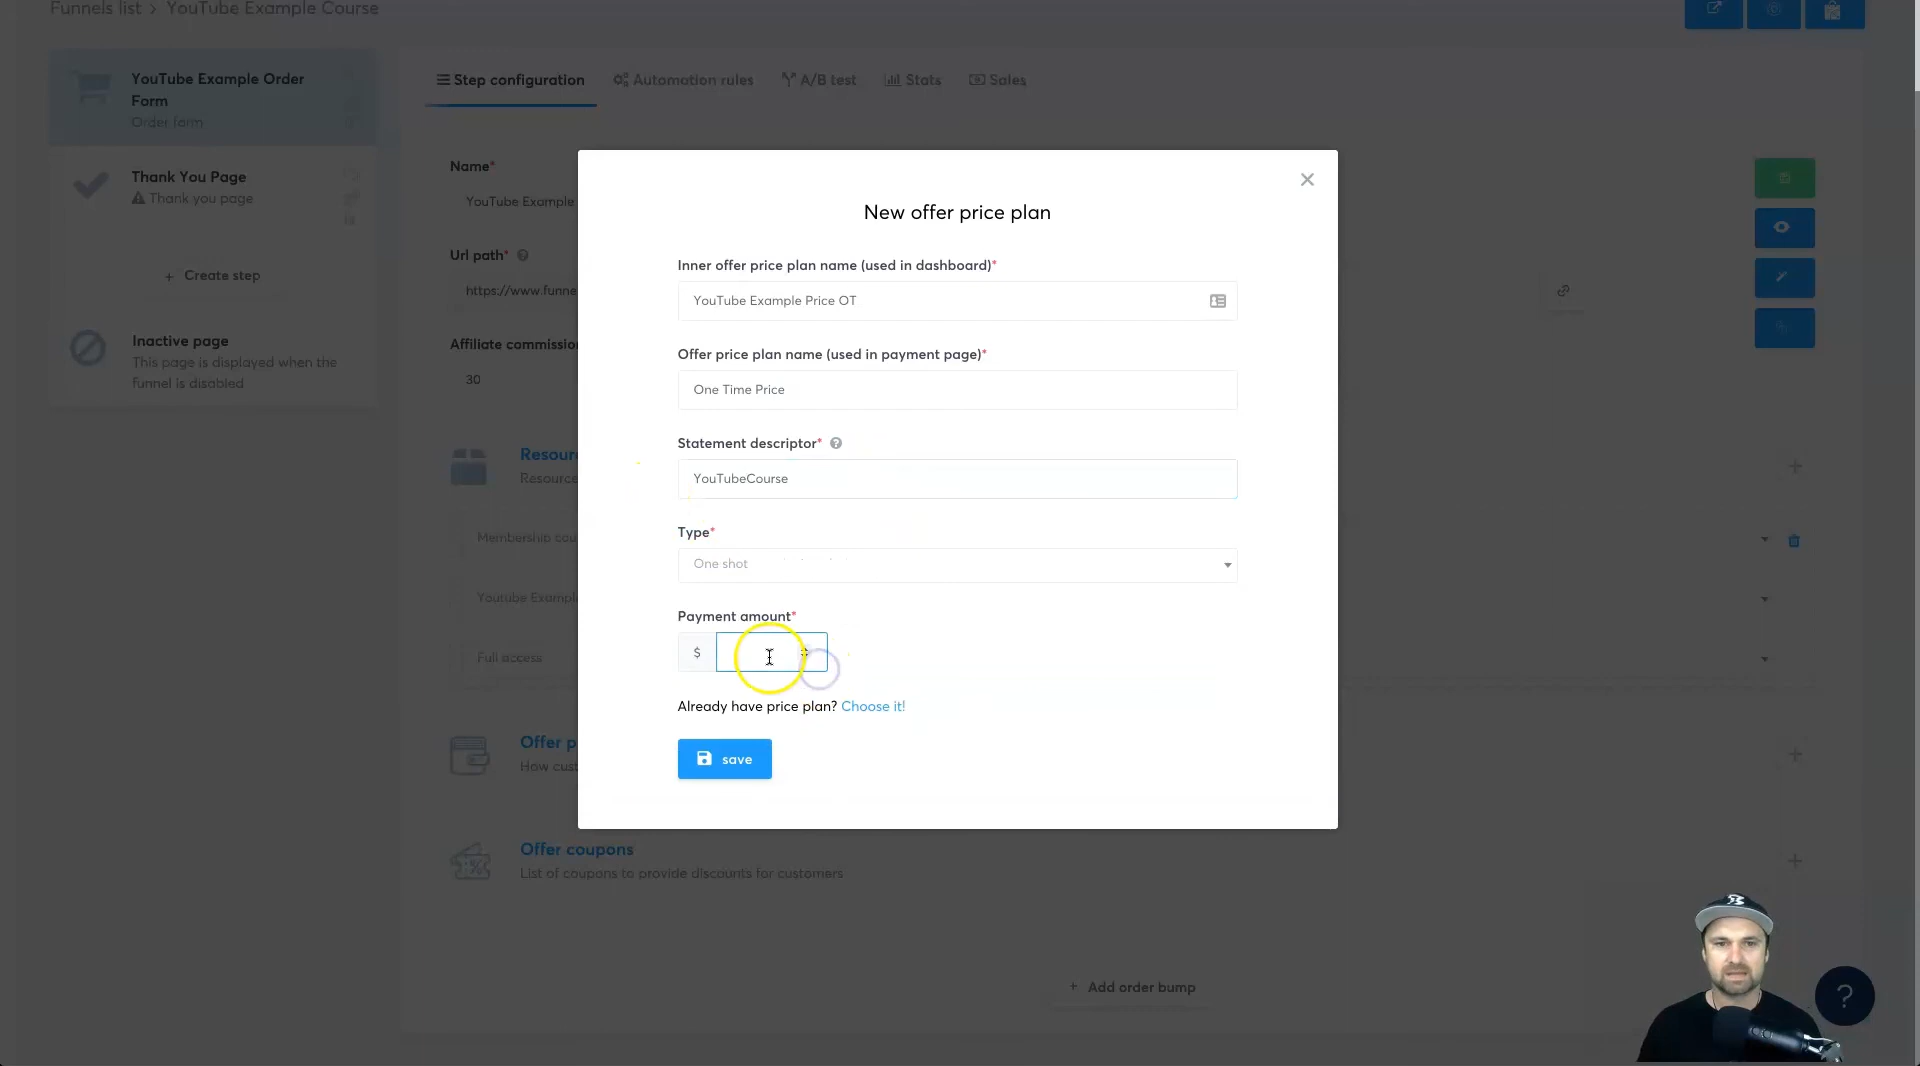 Funnels list > YouTube Example Course
YouTube Example Order
Form
Order form
Thank You Page
Thank you page
+ Create step
Inactive page
This page is displayed when the
funnel is disabled
Step configuration
Automation rules
A/B test
Stats
Sales
Name*
YouTube Example
Url path*
https://www.funne
Affiliate commission
30
Resour
Resource
Membership cou
Youtube Example
Full access
Offer p
How cust
Offer coupons
List of coupons to provide discounts for customers
+ Add order bump
New offer price plan
Inner offer price plan name (used in dashboard)*
YouTube Example Price OT
Offer price plan name (used in payment page)*
One Time Price
Statement descriptor*
YouTubeCourse
Type*
One shot
Payment amount*
$
Already have price plan? Choose it!
save
?